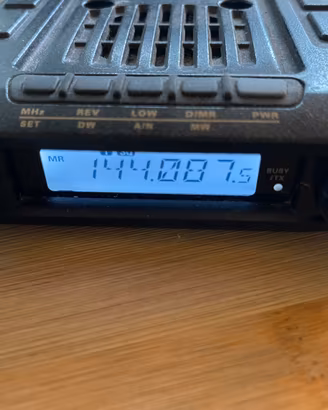 MHz REV LOW D/MR PWR
SET DW A/N MW
MR
144.087.5
BUSY
/TX